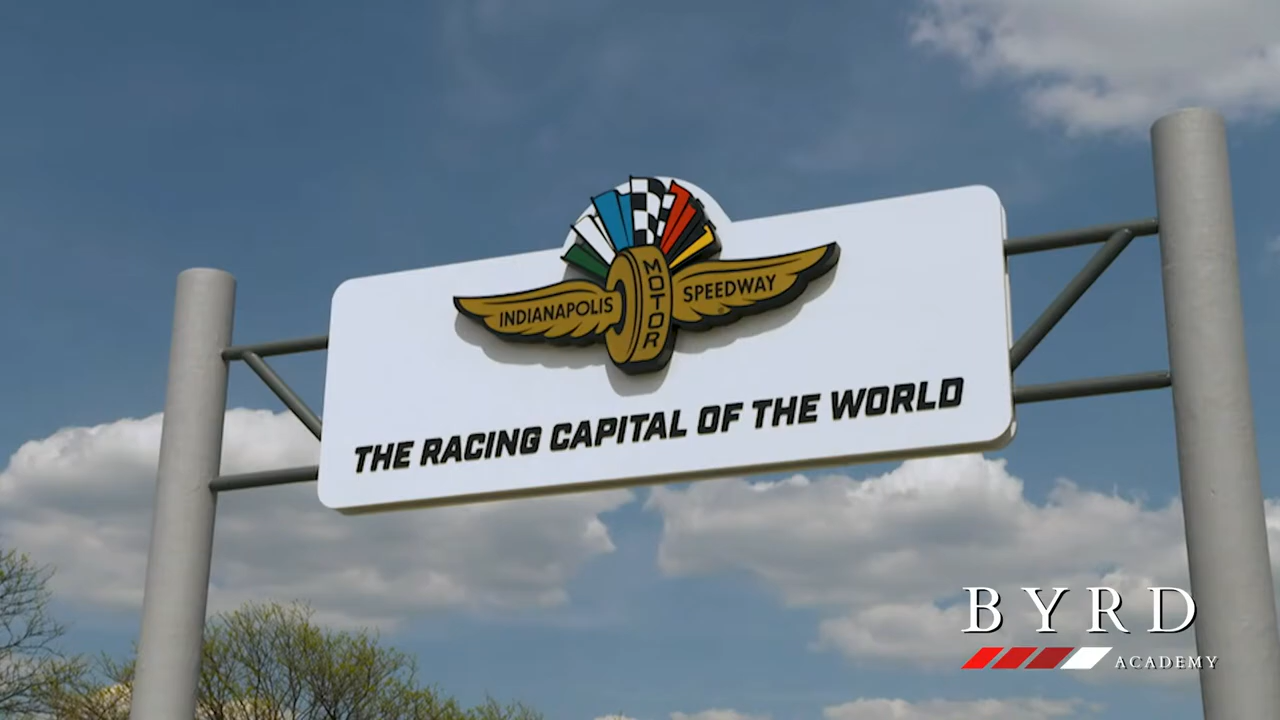 INDIANAPOLIS MOTOR SPEEDWAY
THE RACING CAPITAL OF THE WORLD
BYRD
ACADEMY